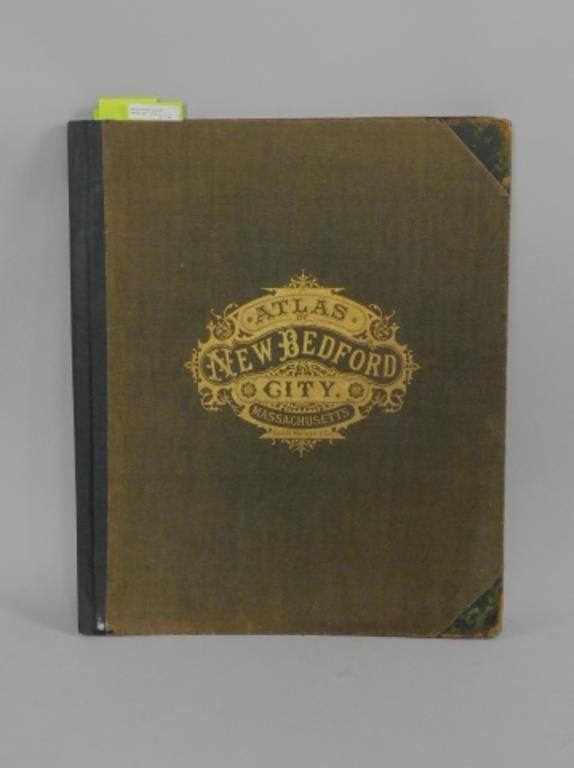 ATLAS
OF
NEW BEDFORD
CITY.
MASSACHUSETTS